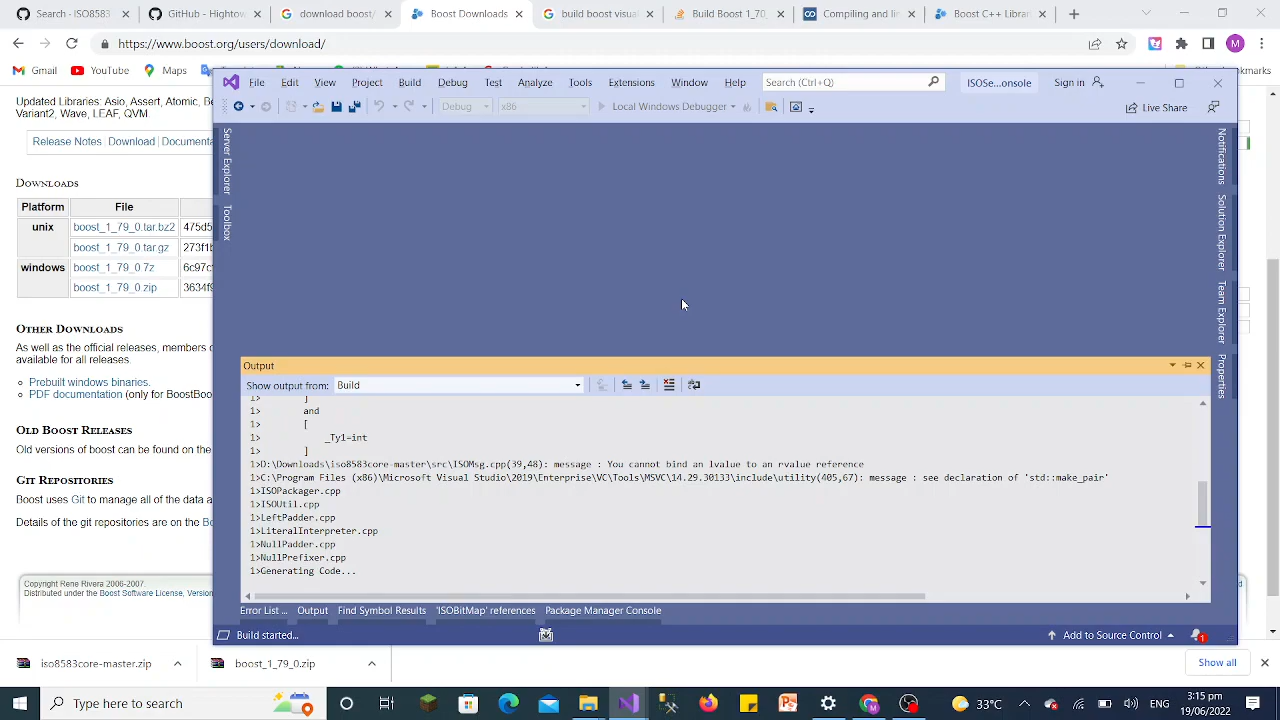 Search - ISO8583
GitHub - Hightow
download boost/
Boost Downloads
build boost visual
Build Boost 1_70_
Compiling and lin
Boost C++ Librar
https://www.boost.org/users/download/
M
Gmail
YouTube
Maps
okmarks
File Edit View Project Build Debug Test Analyze Tools Extensions Window Help
Search (Ctrl+Q)
ISOSe...onsole
Sign in
Debug
x86
Local Windows Debugger
Live Share
Updated Libraries: Asio, Assert, Atomic, Be
Variant2, Wave, LEAF, QVM
Release Notes Download Documenta
Downloads
Platform File
unix boost_1_79_0.tar.bz2 475d5
boost_1_79_0.tar.gz 273f1b
windows boost_1_79_0.7z 6c97c
boost_1_79_0.zip 3634f9
Other Downloads
As well as the official releases, members o
available for all releases.
Prebuilt windows binaries.
PDF documentation (only for BoostBoo
Old Boost Releases
Old versions of boost can be found on the
Git Repositories
Boost uses Git to manage all of the data a
Details of the git repositories are on the Bo
Copyright Rene Rivera 2006-2007.
Distributed under the Boost Software License, Version
Server Explorer
Toolbox
Notifications
Solution Explorer
Team Explorer
Properties
Output
Show output from: Build
1> ]
1> and
1> [
1> _Ty1=int
1> ]
1>D:\Downloads\iso8583core-master\src\ISOMsg.cpp(39,48): message : You cannot bind an lvalue to an rvalue reference
1>C:\Program Files (x86)\Microsoft Visual Studio\2019\Enterprise\VC\Tools\MSVC\14.29.30133\include\utility(405,67): message : see declaration of 'std::make_pair'
1>ISOPackager.cpp
1>ISOUtil.cpp
1>LeftPadder.cpp
1>LiteralInterpreter.cpp
1>NullPadder.cpp
1>NullPrefixer.cpp
1>Generating Code...
Error List ... Output Find Symbol Results 'ISOBitMap' references Package Manager Console
Build started...
Add to Source Control
1
iso8583core-master.zip
boost_1_79_0.zip
Show all
Type here to search
33°C
ENG
3:15 pm
19/06/2022